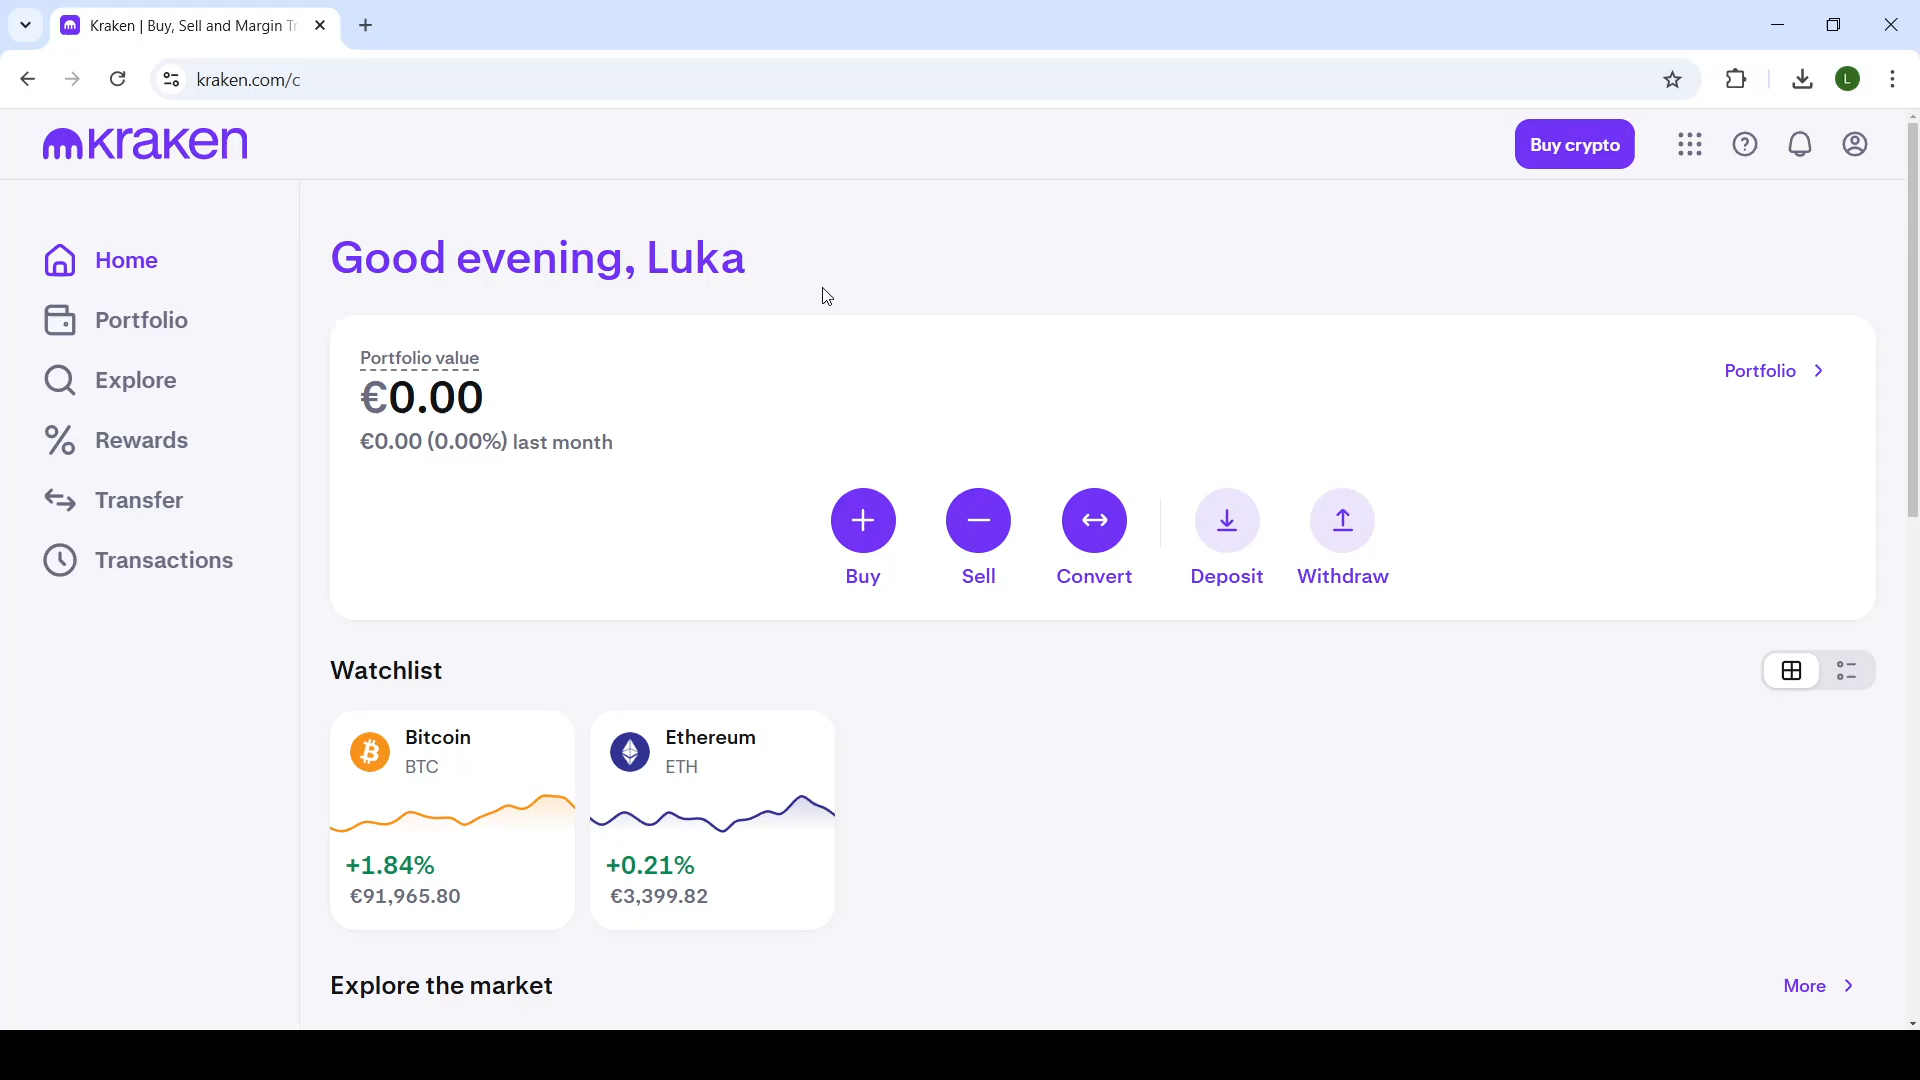 Kraken | Buy, Sell and Margin Tr
kraken.com/c
L
kraken
Buy crypto
Home
Portfolio
Explore
Rewards
Transfer
Transactions
Good evening, Luka
Portfolio value
€0.00
€0.00 (0.00%) last month
Portfolio
Buy
Sell
Convert
Deposit
Withdraw
Watchlist
Bitcoin
BTC
+1.84%
€91,965.80
Ethereum
ETH
+0.21%
€3,399.82
Explore the market
More